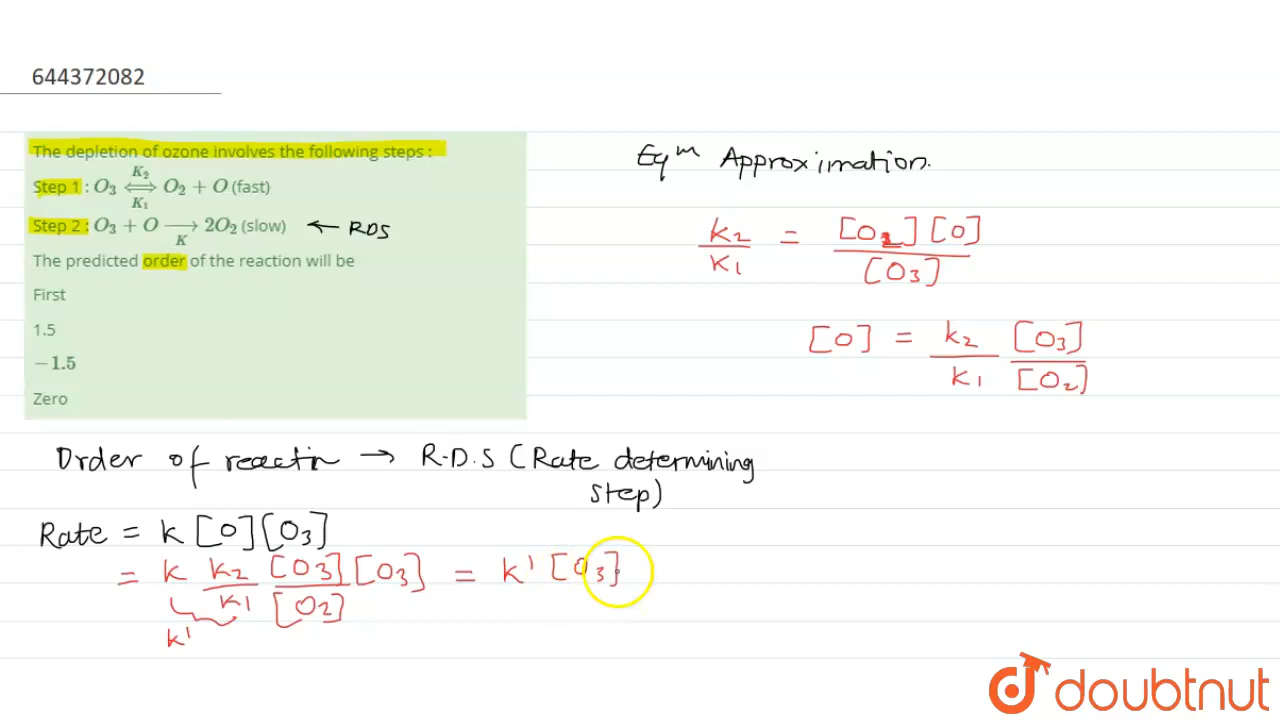 644372082
The depletion of ozone involves the following steps :
K₂
Step 1 : O₃ ⇔ O₂ + O (fast)
K₁
Step 2 : O₃ + O → 2O₂ (slow) ← RDS
K
The predicted order of the reaction will be
First
1.5
−1.5
Zero
Eqᵐ Approximation.
k₂/k₁ = [O₂][O]/[O₃]
[O] = k₂/k₁ [O₃]/[O₂]
Order of reactn → R.D.S (Rate determining
step)
Rate = k[O][O₃]
= k k₂/k₁ [O₃]/[O₂] [O₃] = k' [O₃]
k'
doubtnut